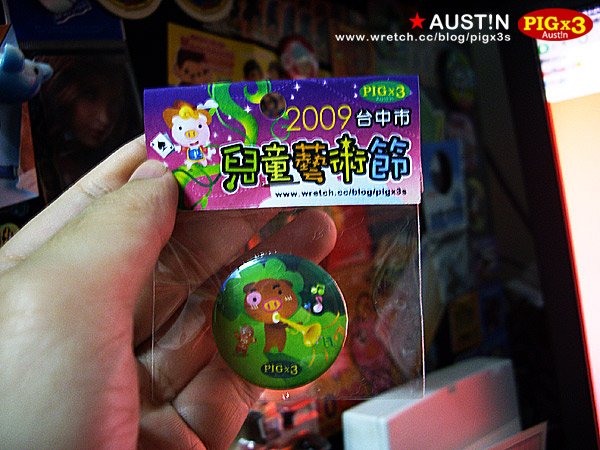 ★AUST!N
www.wretch.cc/blog/pigx3s
PIGx3
Aust!n
PIGx3
2009台中市
兒童藝術節
www.wretch.cc/blog/pigx3s
PIGx3